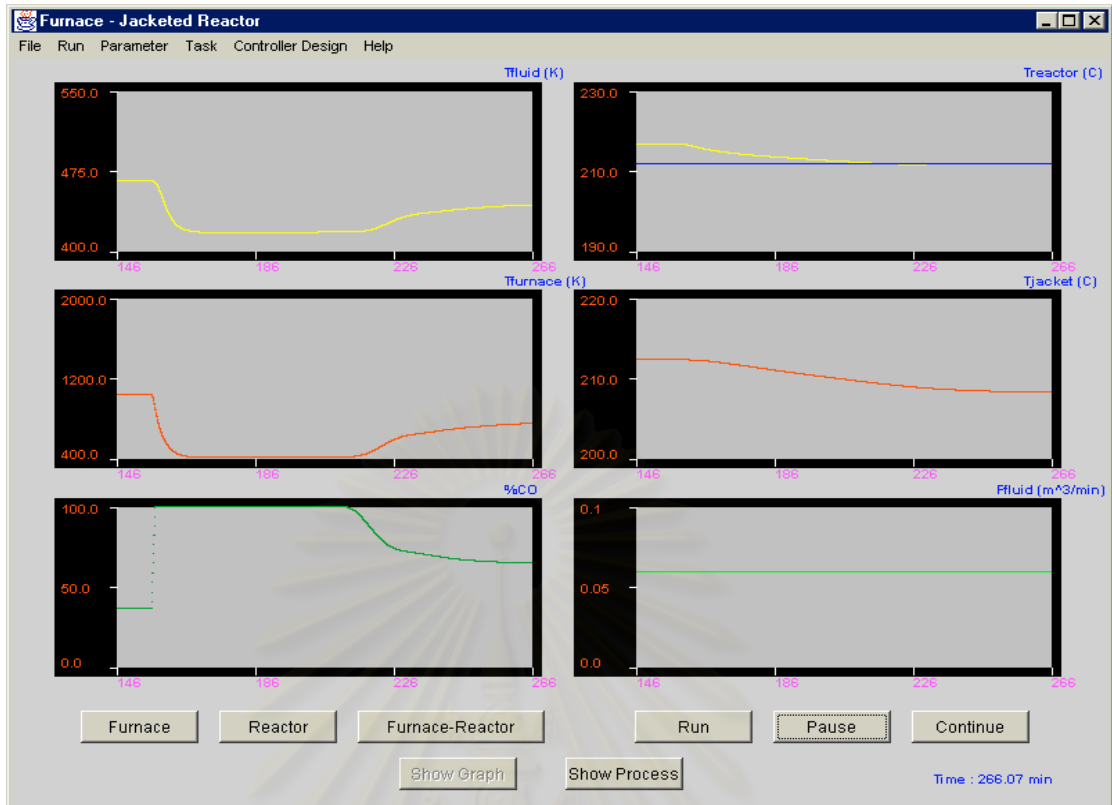 Furnace - Jacketed Reactor
File Run Parameter Task Controller Design Help
Tfluid (K)
550.0
475.0
400.0
146 186 226 266
Treactor (C)
230.0
210.0
190.0
146 186 226 266
Tfurnace (K)
2000.0
1200.0
400.0
146 186 226 266
Tjacket (C)
220.0
210.0
200.0
146 186 226 266
%CO
100.0
50.0
0.0
146 186 226 266
Ffluid (m^3/min)
0.1
0.05
0.0
146 186 226 266
Furnace Reactor Furnace-Reactor Run Pause Continue
Show Graph Show Process
Time : 266.07 min